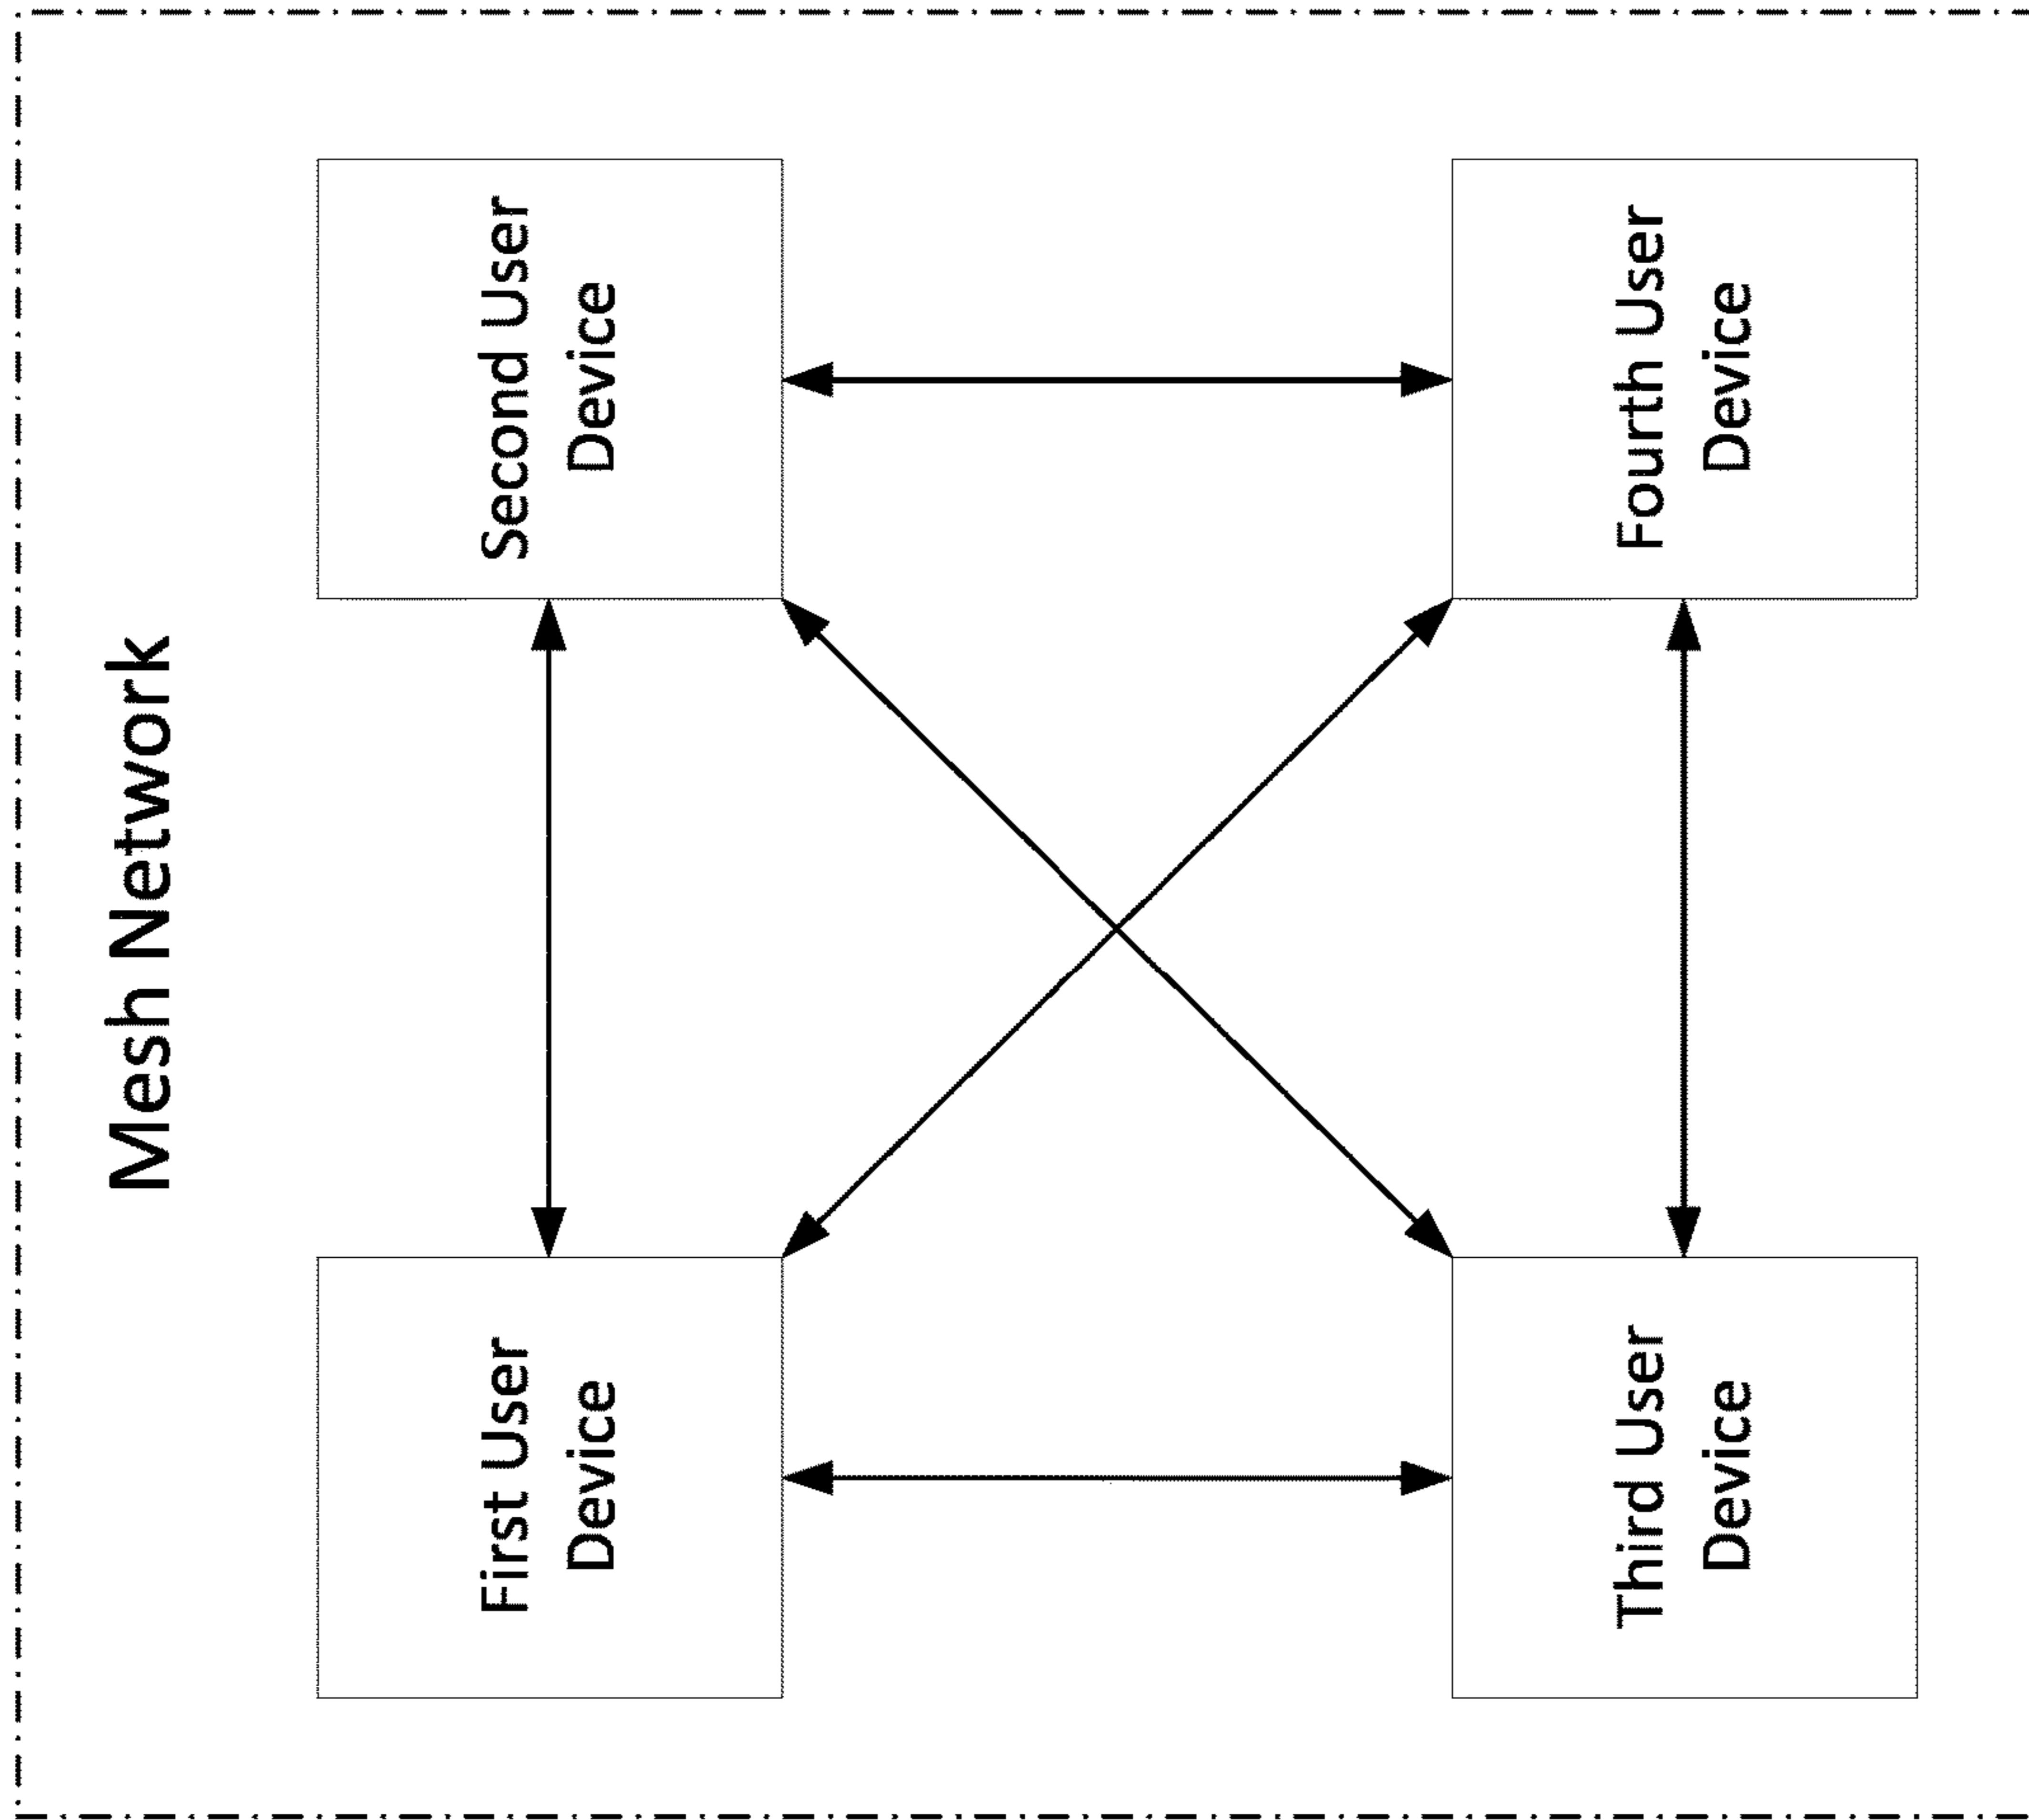 Mesh Network
First User
Device
Second User
Device
Third User
Device
Fourth User
Device